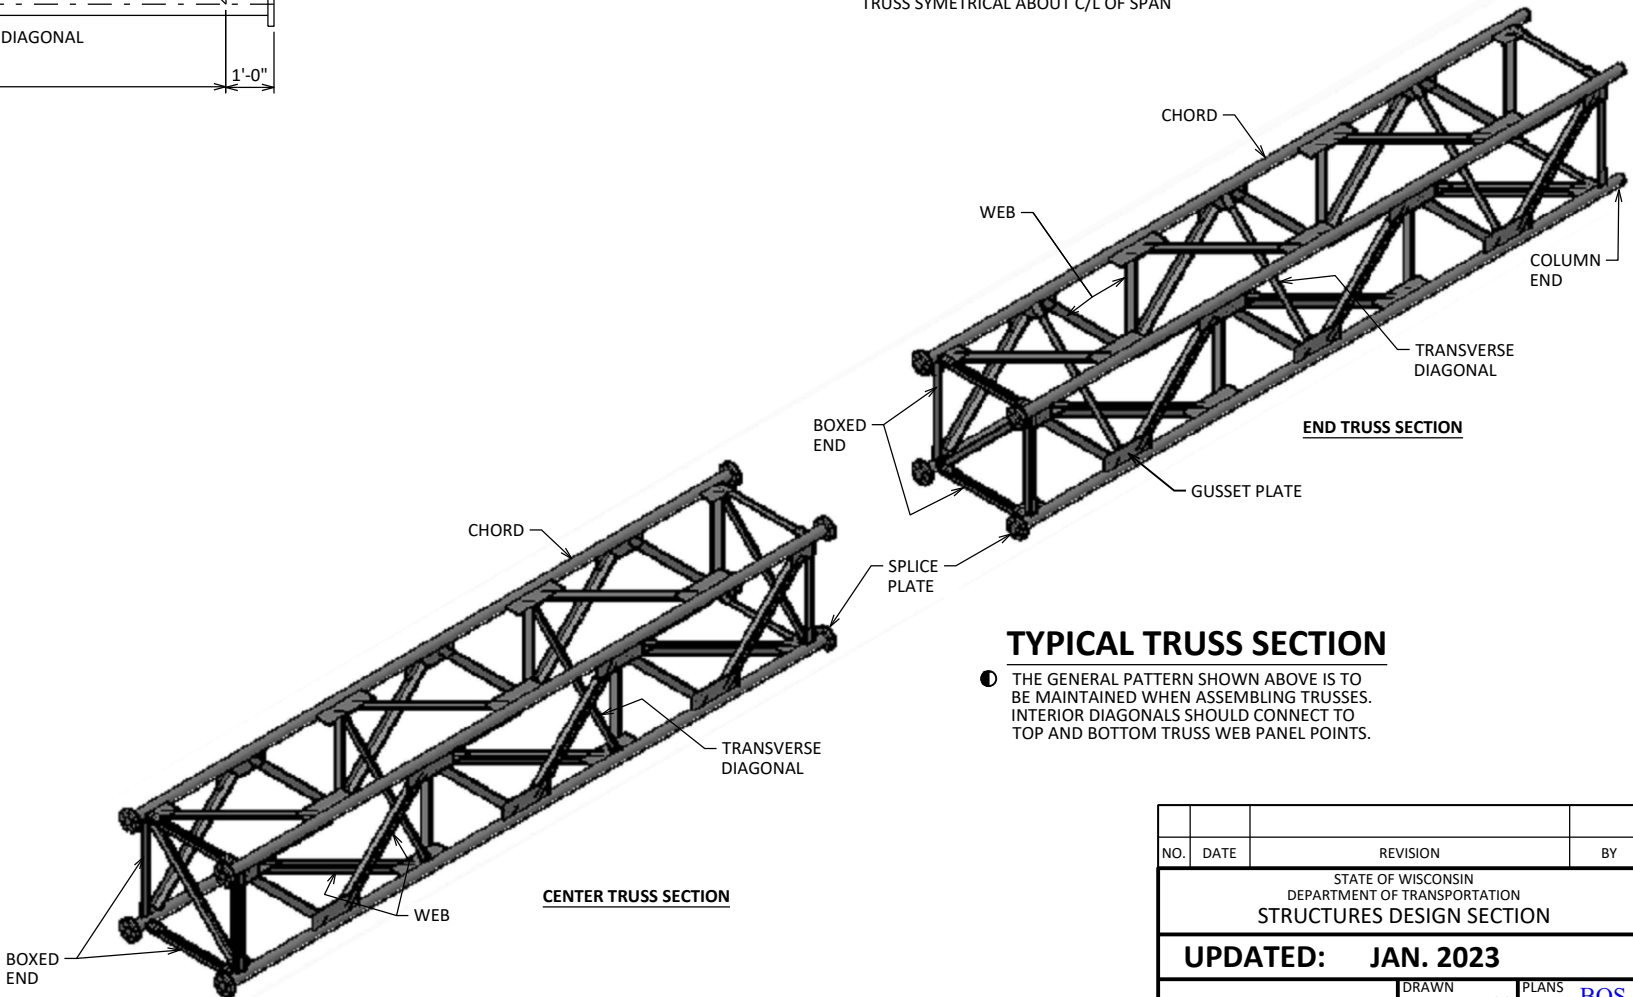 TRUSS SYMETRICAL ABOUT C/L OF SPAN
DIAGONAL
1'-0"
CHORD
WEB
COLUMN
END
TRANSVERSE
DIAGONAL
BOXED
END
END TRUSS SECTION
GUSSET PLATE
CHORD
SPLICE
PLATE
TYPICAL TRUSS SECTION
THE GENERAL PATTERN SHOWN ABOVE IS TO
BE MAINTAINED WHEN ASSEMBLING TRUSSES.
INTERIOR DIAGONALS SHOULD CONNECT TO
TOP AND BOTTOM TRUSS WEB PANEL POINTS.
TRANSVERSE
DIAGONAL
CENTER TRUSS SECTION
WEB
BOXED
END
NO. DATE REVISION BY
STATE OF WISCONSIN
DEPARTMENT OF TRANSPORTATION
STRUCTURES DESIGN SECTION
UPDATED: JAN. 2023
DRAWN PLANS BOS